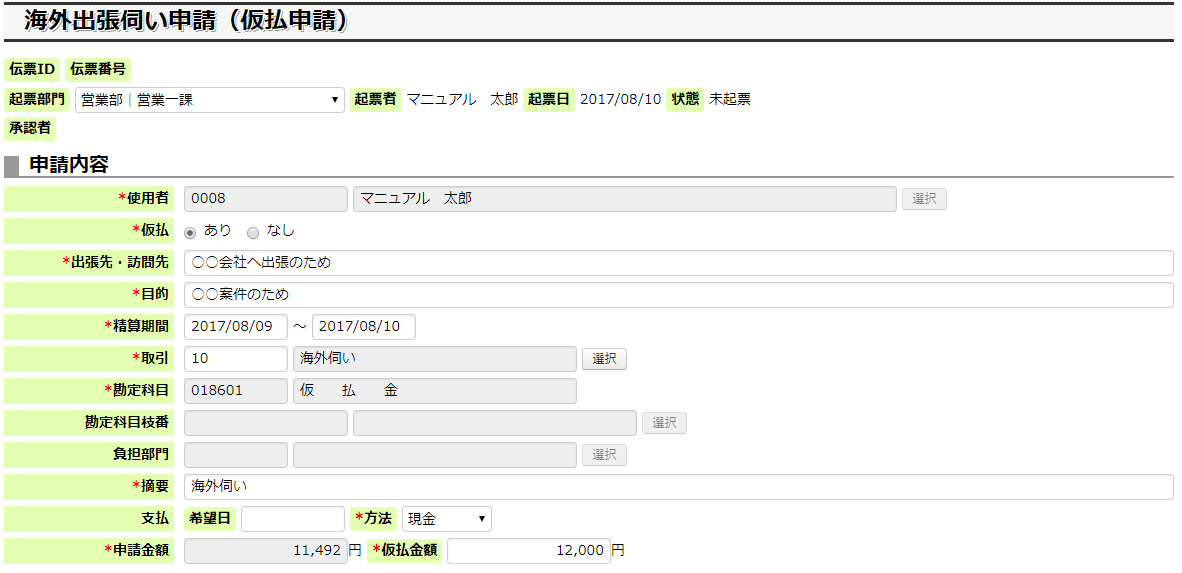 海外出張伺い申請（仮払申請）
伝票ID 伝票番号
起票部門 営業部｜営業一課 起票者 マニュアル　太郎 起票日 2017/08/10 状態 未起票
承認者
申請内容
*使用者 0008 マニュアル　太郎 選択
*仮払 あり なし
*出張先・訪問先 〇〇会社へ出張のため
*目的 〇〇案件のため
*精算期間 2017/08/09 ～ 2017/08/10
*取引 10 海外伺い 選択
*勘定科目 018601 仮　払　金
勘定科目枝番 選択
負担部門 選択
*摘要 海外伺い
支払 希望日 *方法 現金
*申請金額 11,492 円 *仮払金額 12,000 円